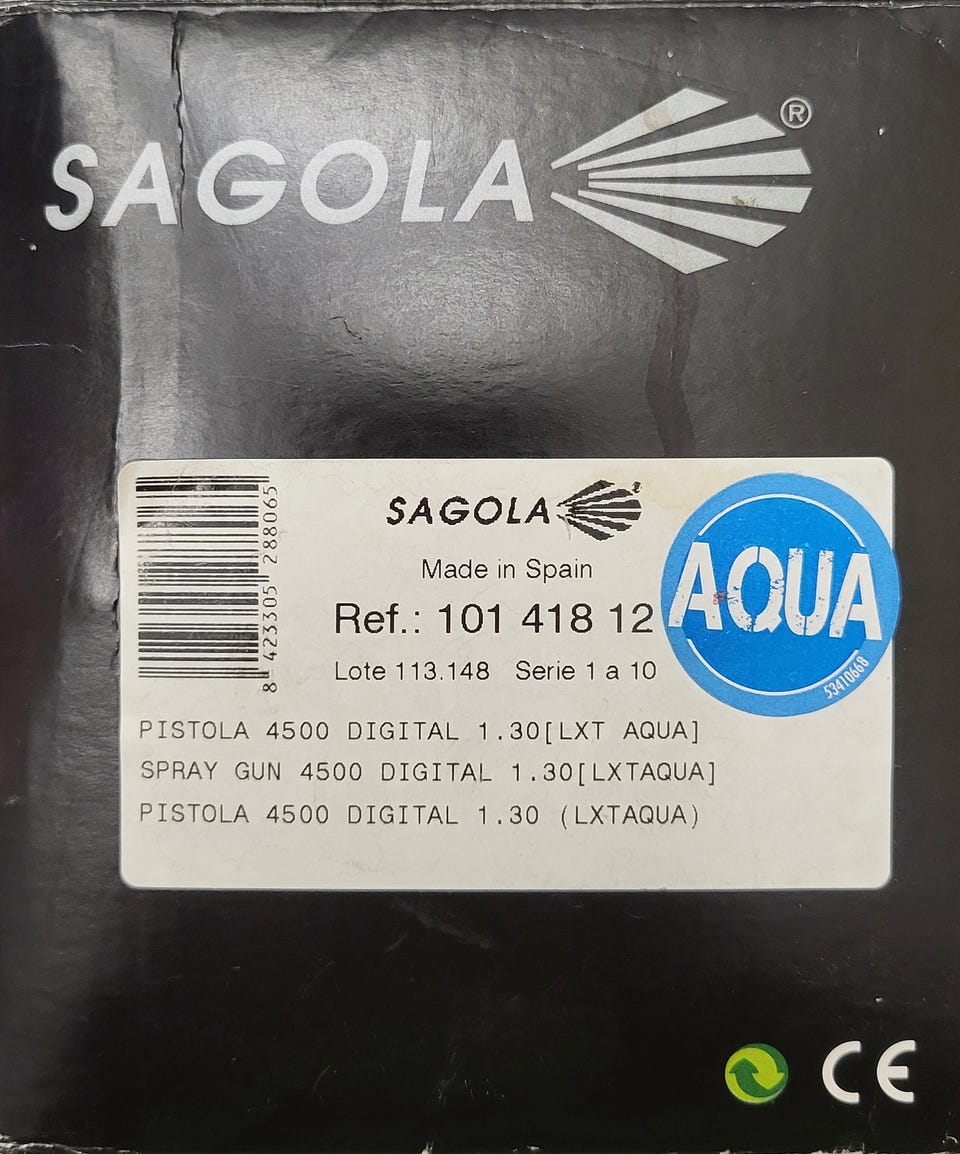 SAGOLA ®
8 423305 288065
SAGOLA
Made in Spain
Ref.: 101 418 12
Lote 113.148 Serie 1 a 10
AQUA
53410668
PISTOLA 4500 DIGITAL 1.30[LXT AQUA]
SPRAY GUN 4500 DIGITAL 1.30[LXTAQUA]
PISTOLA 4500 DIGITAL 1.30 (LXTAQUA)
CE